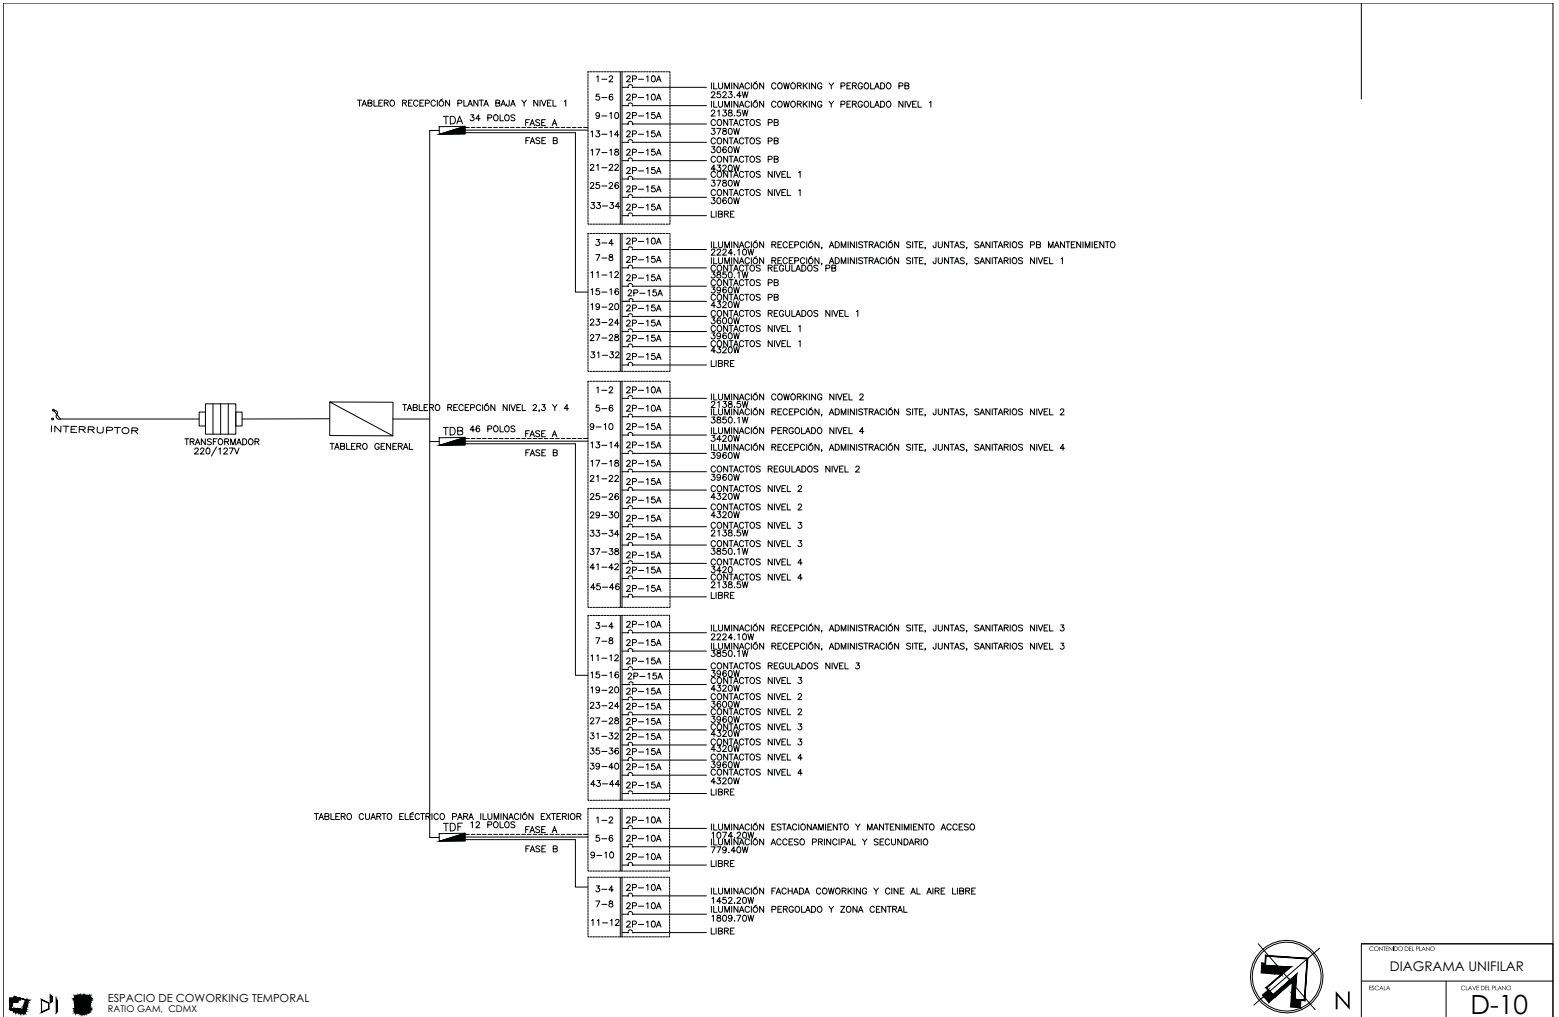 TABLERO RECEPCIÓN PLANTA BAJA Y NIVEL 1
TDA 34 POLOS FASE A
FASE B
1-2 2P-10A ILUMINACIÓN COWORKING Y PERGOLADO PB
2523.4W
5-6 2P-10A ILUMINACIÓN COWORKING Y PERGOLADO NIVEL 1
2138.5W
9-10 2P-15A CONTACTOS PB
3780W
13-14 2P-15A CONTACTOS PB
3060W
17-18 2P-15A CONTACTOS PB
4320W
21-22 2P-15A CONTACTOS NIVEL 1
3780W
25-26 2P-15A CONTACTOS NIVEL 1
3060W
33-34 2P-15A LIBRE
3-4 2P-10A ILUMINACIÓN RECEPCIÓN, ADMINISTRACIÓN SITE, JUNTAS, SANITARIOS PB MANTENIMIENTO
2224.10W
7-8 2P-15A ILUMINACIÓN RECEPCIÓN, ADMINISTRACIÓN SITE, JUNTAS, SANITARIOS NIVEL 1
3850.1W
11-12 2P-15A CONTACTOS REGULADOS PB
3960W
15-16 2P-15A CONTACTOS PB
4320W
19-20 2P-15A CONTACTOS PB
3600W
23-24 2P-15A CONTACTOS REGULADOS NIVEL 1
3960W
27-28 2P-15A CONTACTOS NIVEL 1
4320W
31-32 2P-15A CONTACTOS NIVEL 1
LIBRE
INTERRUPTOR
TRANSFORMADOR
220/127V
TABLERO GENERAL
TABLERO RECEPCIÓN NIVEL 2,3 Y 4
TDB 46 POLOS FASE A
FASE B
1-2 2P-10A ILUMINACIÓN COWORKING NIVEL 2
2138.5W
5-6 2P-10A ILUMINACIÓN RECEPCIÓN, ADMINISTRACIÓN SITE, JUNTAS, SANITARIOS NIVEL 2
3850.1W
9-10 2P-15A ILUMINACIÓN PERGOLADO NIVEL 4
3420W
13-14 2P-15A ILUMINACIÓN RECEPCIÓN, ADMINISTRACIÓN SITE, JUNTAS, SANITARIOS NIVEL 4
3960W
17-18 2P-15A CONTACTOS REGULADOS NIVEL 2
3960W
21-22 2P-15A CONTACTOS NIVEL 2
4320W
25-26 2P-15A CONTACTOS NIVEL 2
4320W
29-30 2P-15A CONTACTOS NIVEL 3
2138.5W
33-34 2P-15A CONTACTOS NIVEL 3
3850.1W
37-38 2P-15A CONTACTOS NIVEL 4
3420
41-42 2P-15A CONTACTOS NIVEL 4
2138.5W
45-46 2P-15A LIBRE
3-4 2P-10A ILUMINACIÓN RECEPCIÓN, ADMINISTRACIÓN SITE, JUNTAS, SANITARIOS NIVEL 3
2224.10W
7-8 2P-15A ILUMINACIÓN RECEPCIÓN, ADMINISTRACIÓN SITE, JUNTAS, SANITARIOS NIVEL 3
3850.1W
11-12 2P-15A CONTACTOS REGULADOS NIVEL 3
3960W
15-16 2P-15A CONTACTOS NIVEL 3
4320W
19-20 2P-15A CONTACTOS NIVEL 2
3600W
23-24 2P-15A CONTACTOS NIVEL 2
3960W
27-28 2P-15A CONTACTOS NIVEL 3
4320W
31-32 2P-15A CONTACTOS NIVEL 3
4320W
35-36 2P-15A CONTACTOS NIVEL 4
3960W
39-40 2P-15A CONTACTOS NIVEL 4
4320W
43-44 2P-15A LIBRE
TABLERO CUARTO ELÉCTRICO PARA ILUMINACIÓN EXTERIOR
TDF 12 POLOS FASE A
FASE B
1-2 2P-10A ILUMINACIÓN ESTACIONAMIENTO Y MANTENIMIENTO ACCESO
1074.20W
5-6 2P-10A ILUMINACIÓN ACCESO PRINCIPAL Y SECUNDARIO
779.40W
9-10 2P-10A LIBRE
3-4 2P-10A ILUMINACIÓN FACHADA COWORKING Y CINE AL AIRE LIBRE
1452.20W
7-8 2P-10A ILUMINACIÓN PERGOLADO Y ZONA CENTRAL
1809.70W
11-12 2P-10A LIBRE
ESPACIO DE COWORKING TEMPORAL
RATIO GAM, CDMX
N
CONTENIDO DEL PLANO
DIAGRAMA UNIFILAR
ESCALA
CLAVE DEL PLANO
D-10